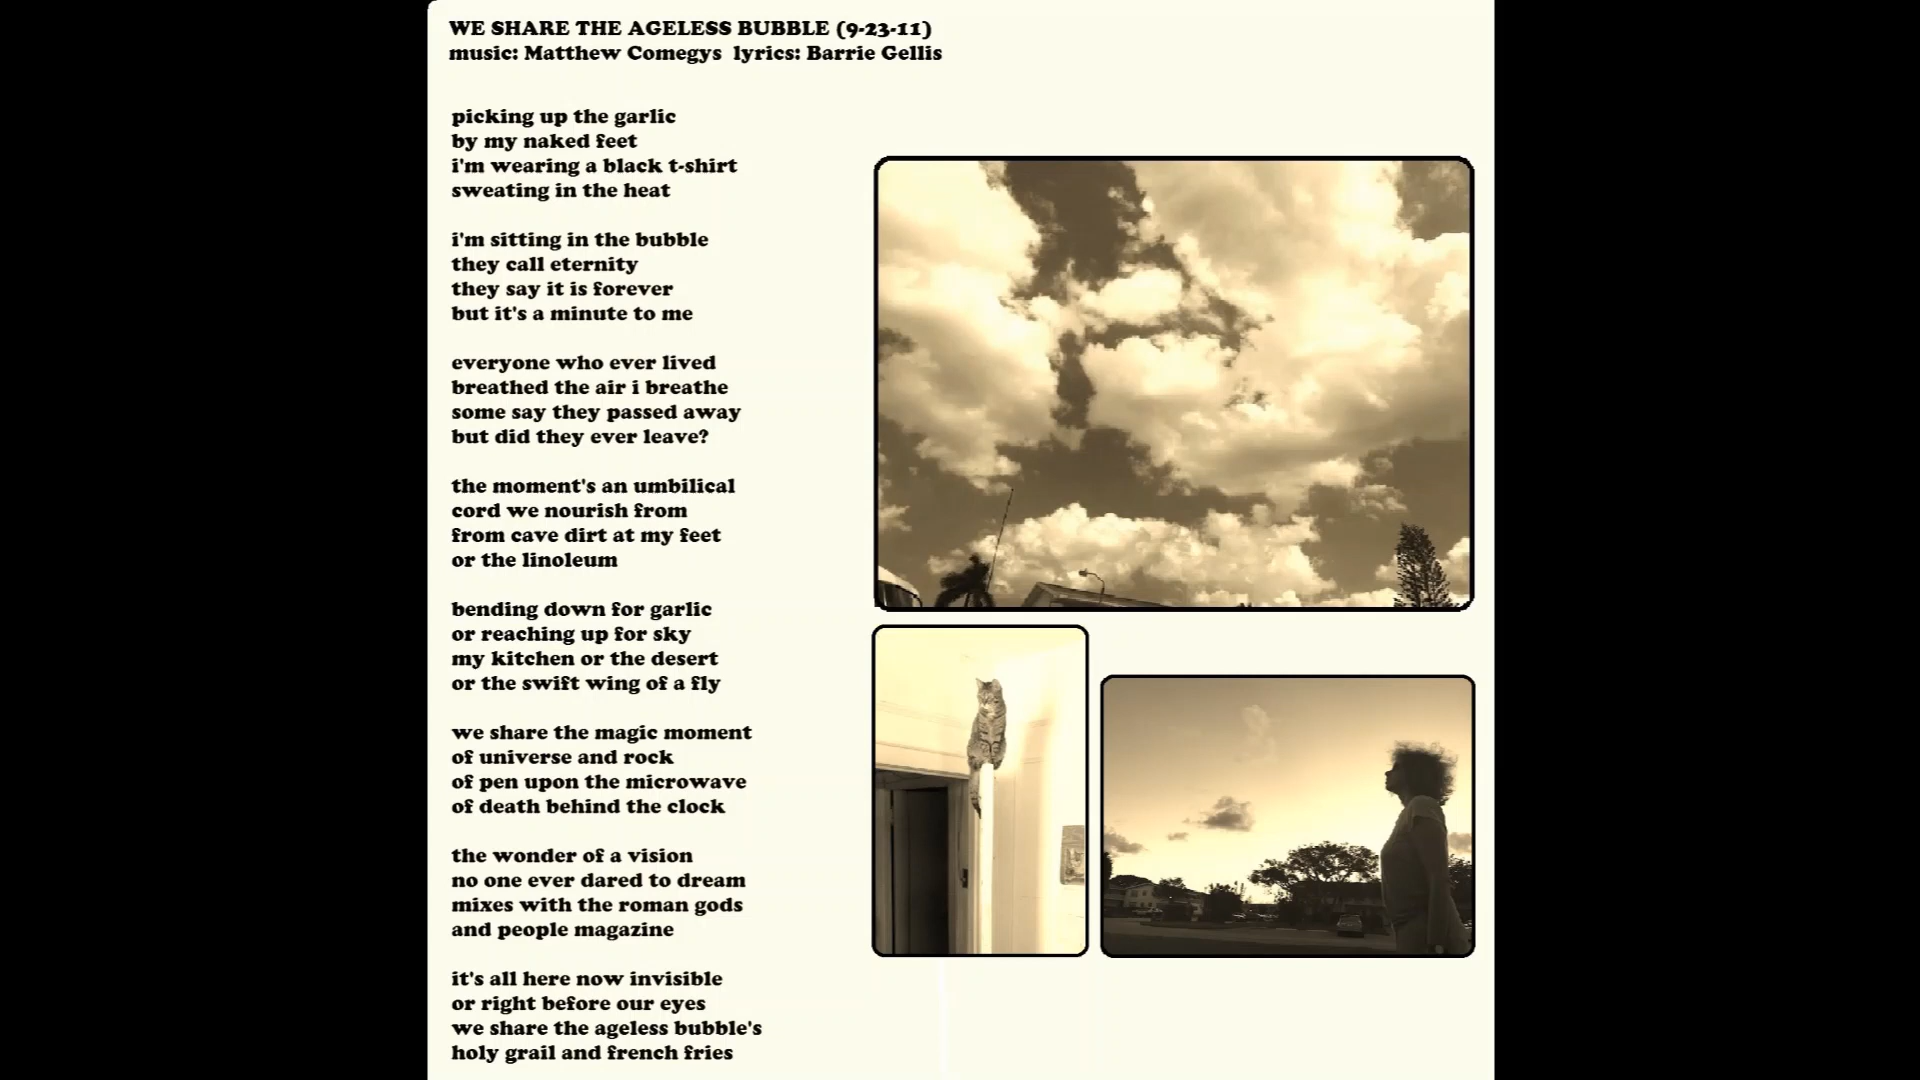 WE SHARE THE AGELESS BUBBLE (9-23-11)
music: Matthew Comegys  lyrics: Barrie Gellis
picking up the garlic
by my naked feet
i'm wearing a black t-shirt
sweating in the heat
i'm sitting in the bubble
they call eternity
they say it is forever
but it's a minute to me
everyone who ever lived
breathed the air i breathe
some say they passed away
but did they ever leave?
the moment's an umbilical
cord we nourish from
from cave dirt at my feet
or the linoleum
bending down for garlic
or reaching up for sky
my kitchen or the desert
or the swift wing of a fly
we share the magic moment
of universe and rock
of pen upon the microwave
of death behind the clock
the wonder of a vision
no one ever dared to dream
mixes with the roman gods
and people magazine
it's all here now invisible
or right before our eyes
we share the ageless bubble's
holy grail and french fries